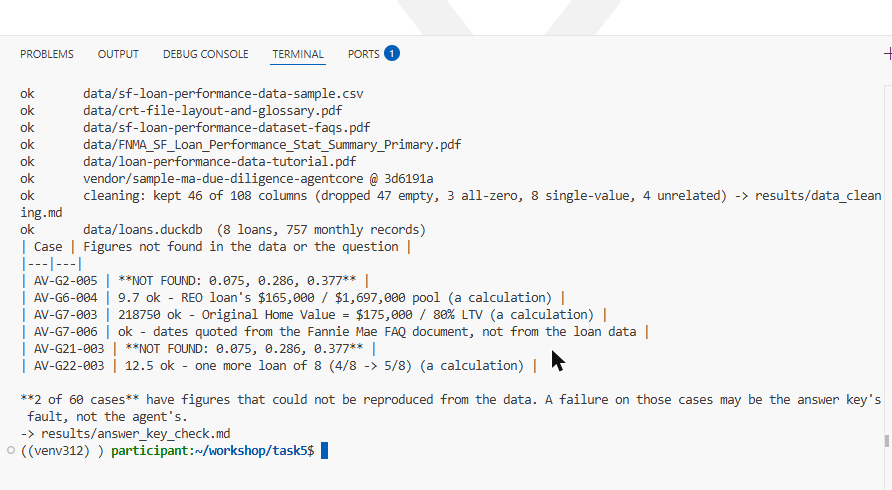 PROBLEMS OUTPUT DEBUG CONSOLE TERMINAL PORTS 1
ok data/sf-loan-performance-data-sample.csv
ok data/crt-file-layout-and-glossary.pdf
ok data/sf-loan-performance-dataset-faqs.pdf
ok data/FNMA_SF_Loan_Performance_Stat_Summary_Primary.pdf
ok data/loan-performance-data-tutorial.pdf
ok vendor/sample-ma-due-diligence-agentcore @ 3d6191a
ok cleaning: kept 46 of 108 columns (dropped 47 empty, 3 all-zero, 8 single-value, 4 unrelated) -> results/data_clean
ing.md
ok data/loans.duckdb (8 loans, 757 monthly records)
| Case | Figures not found in the data or the question |
|---|---|
| AV-G2-005 | **NOT FOUND: 0.075, 0.286, 0.377** |
| AV-G6-004 | 9.7 ok - REO loan's $165,000 / $1,697,000 pool (a calculation) |
| AV-G7-003 | 218750 ok - Original Home Value = $175,000 / 80% LTV (a calculation) |
| AV-G7-006 | ok - dates quoted from the Fannie Mae FAQ document, not from the loan data |
| AV-G21-003 | **NOT FOUND: 0.075, 0.286, 0.377** |
| AV-G22-003 | 12.5 ok - one more loan of 8 (4/8 -> 5/8) (a calculation) |
**2 of 60 cases** have figures that could not be reproduced from the data. A failure on those cases may be the answer key's
fault, not the agent's.
-> results/answer_key_check.md
((venv312) ) participant:~/workshop/task5$